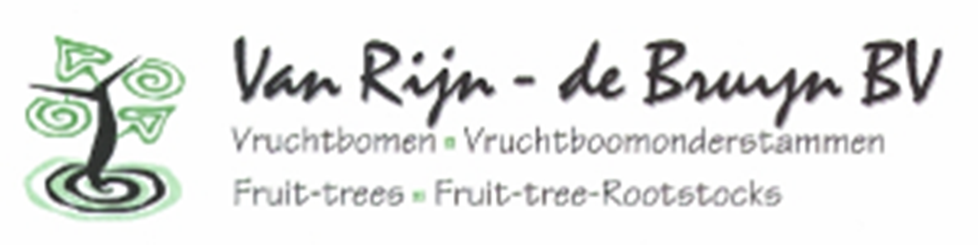 Van Rijn - de Bruyn BV
Vruchtbomen ▪ Vruchtboomonderstammen
Fruit-trees ▪ Fruit-tree-Rootstocks